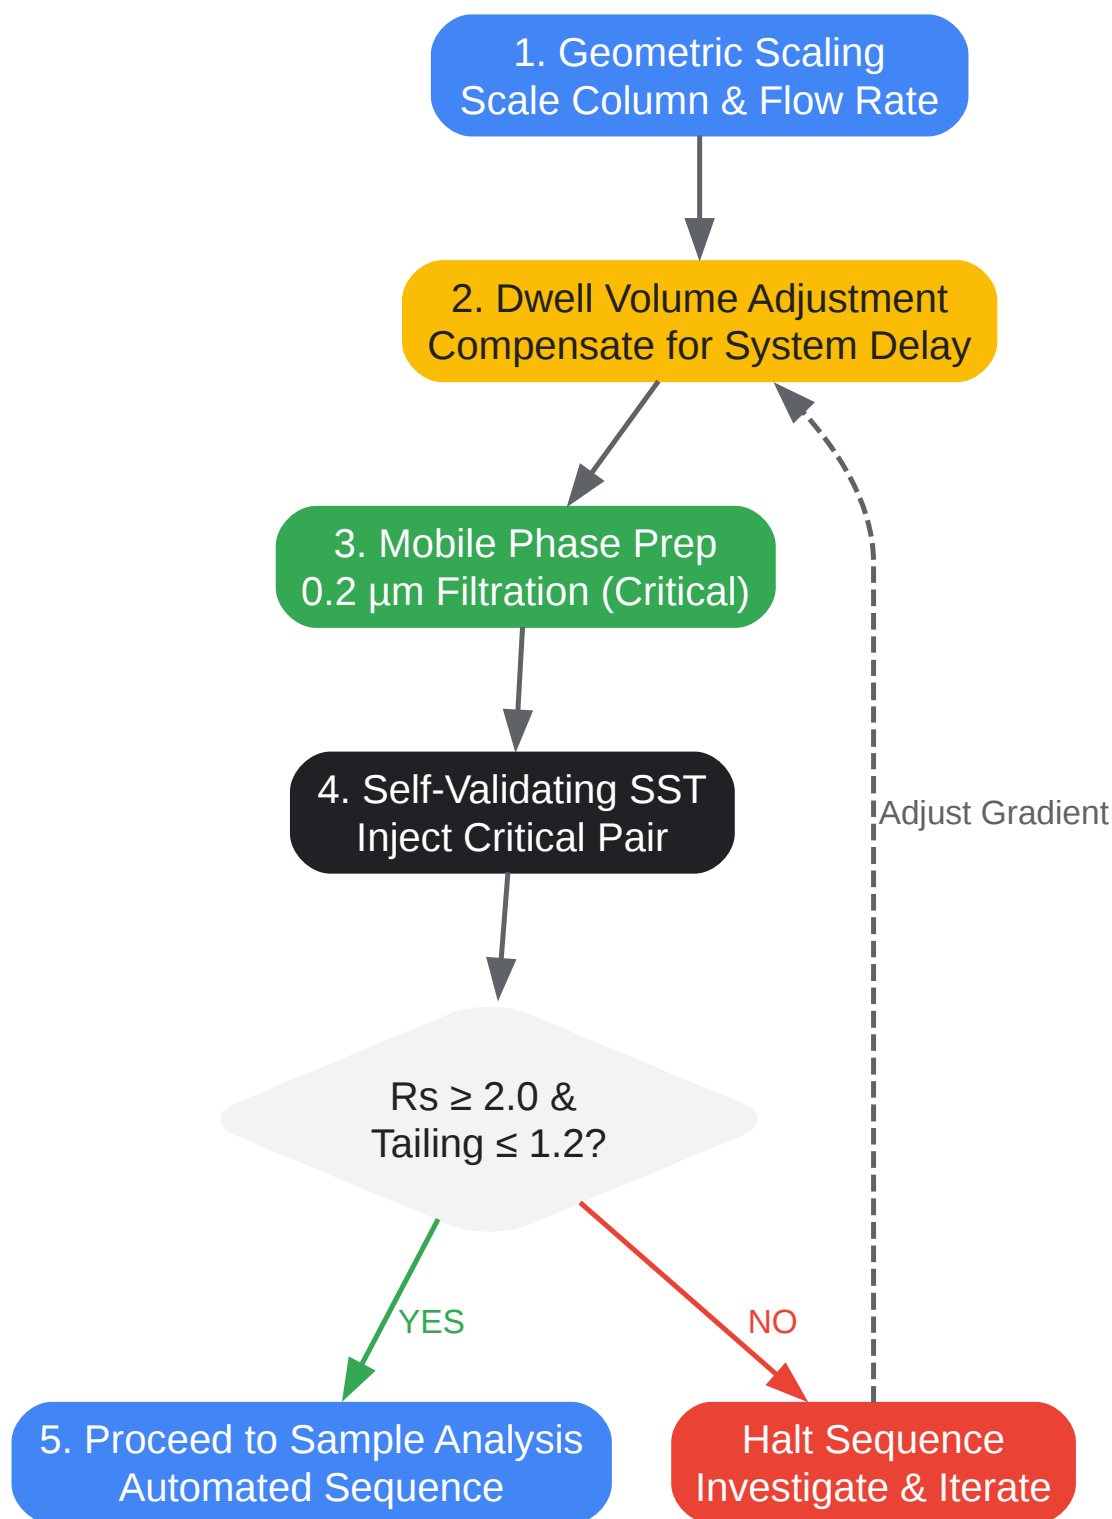 1. Geometric Scaling
Scale Column & Flow Rate
2. Dwell Volume Adjustment
Compensate for System Delay
3. Mobile Phase Prep
0.2 µm Filtration (Critical)
4. Self-Validating SST
Inject Critical Pair
Adjust Gradient
Rs ≥ 2.0 &
Tailing ≤ 1.2?
YES
NO
5. Proceed to Sample Analysis
Automated Sequence
Halt Sequence
Investigate & Iterate